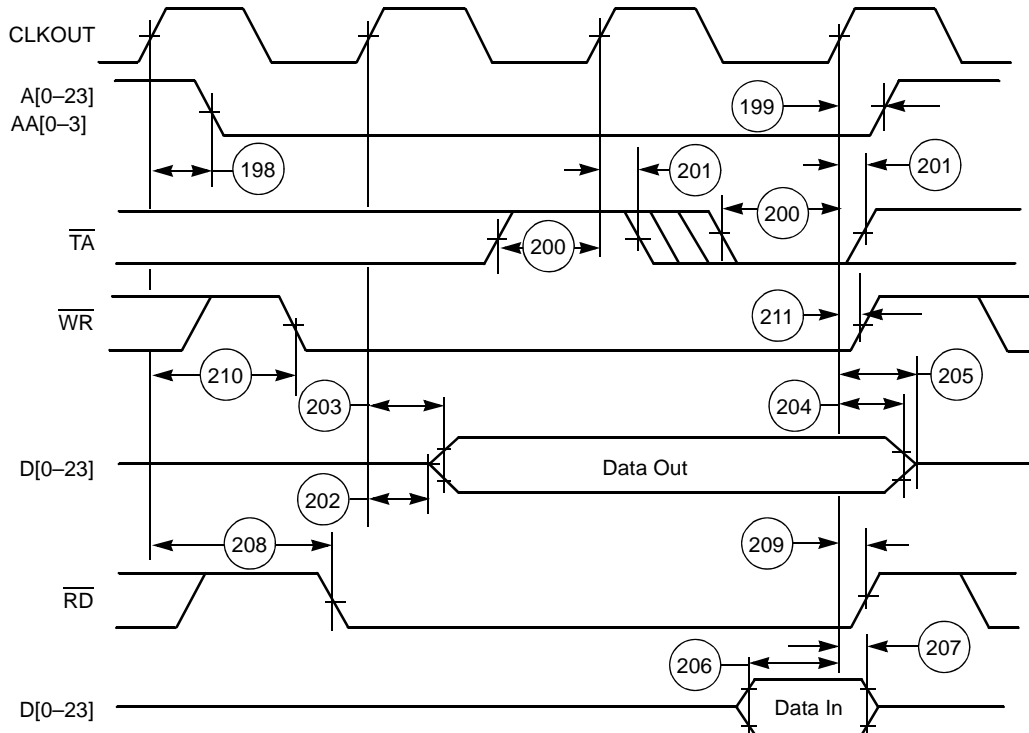 CLKOUT
A[0–23]
AA[0–3]
199
198
201
201
200
TA
200
WR
211
210
205
203
204
D[0–23]
Data Out
202
208
209
RD
206
207
D[0–23]
Data In